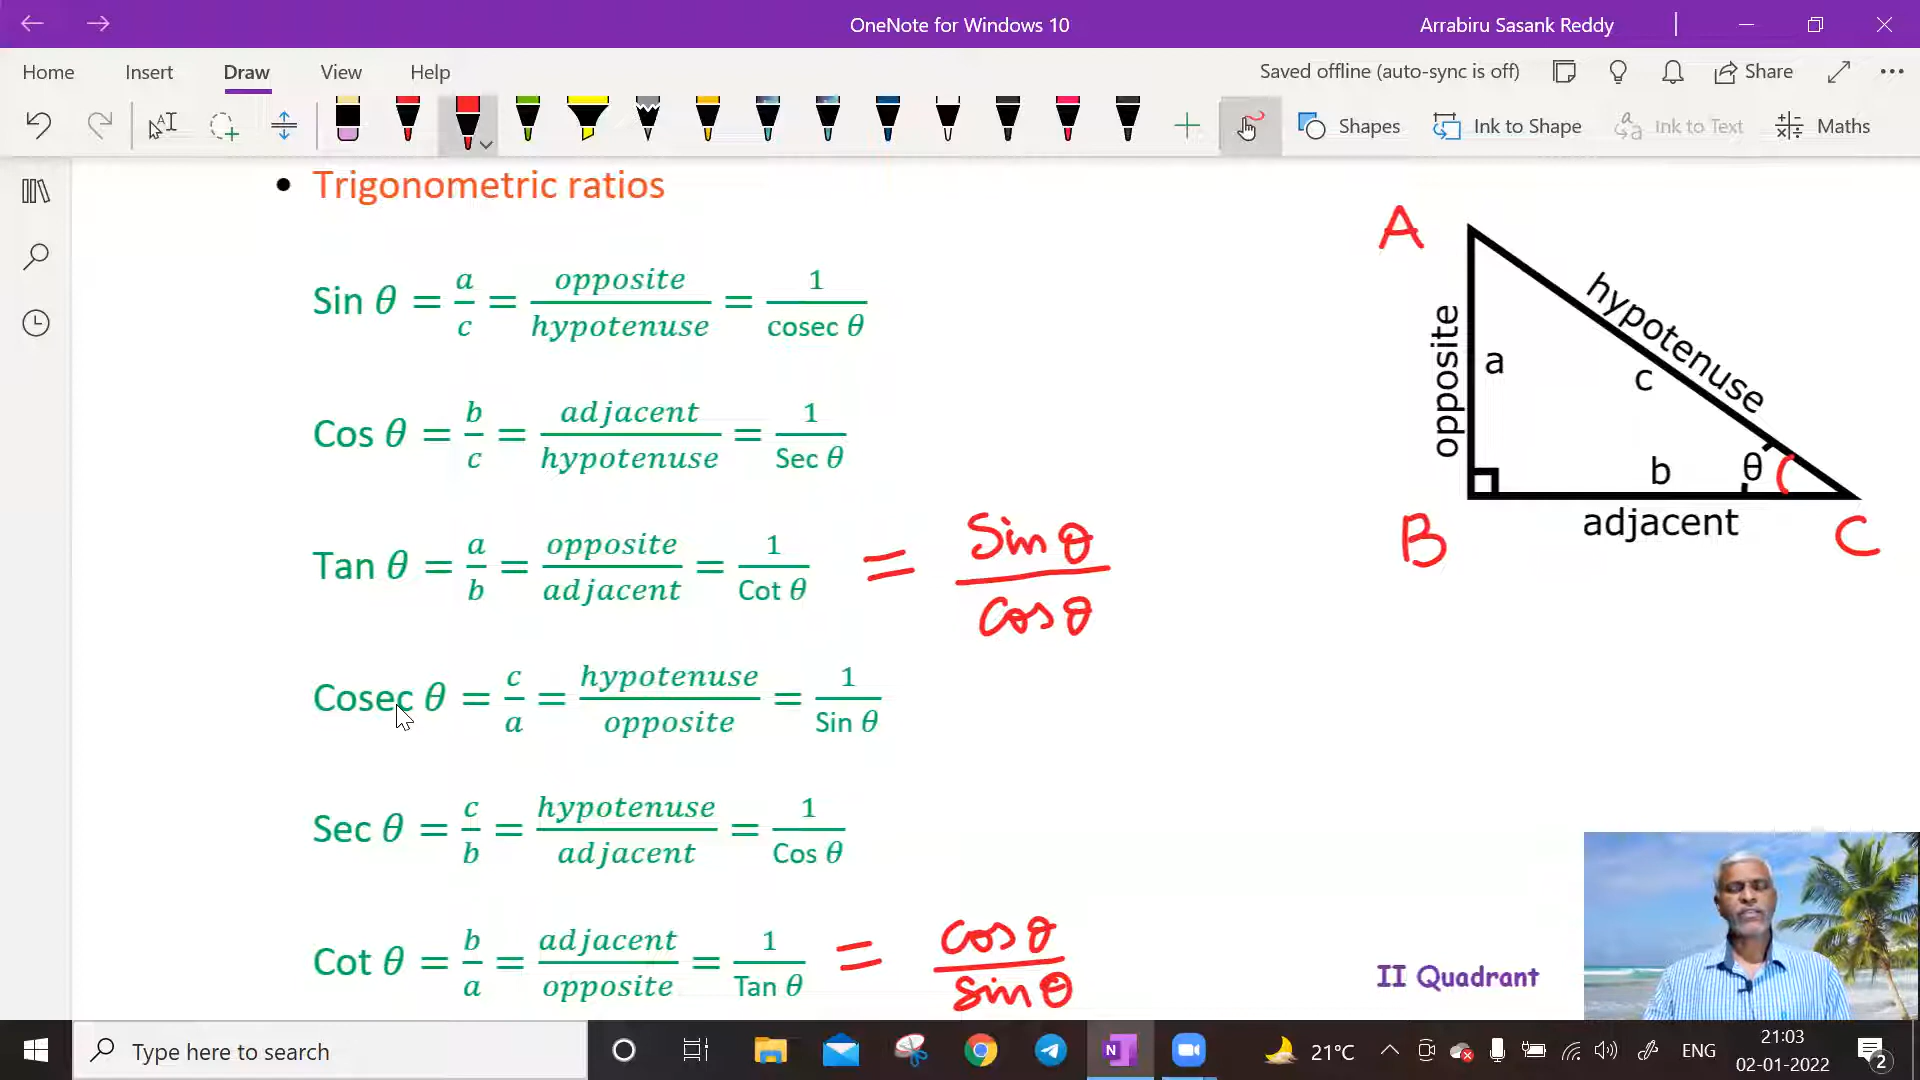 OneNote for Windows 10
Arrabiru Sasank Reddy
Home Insert Draw View Help
Saved offline (auto-sync is off) Share
Shapes Ink to Shape Ink to Text Maths
• Trigonometric ratios
Sin θ = a/c = opposite/hypotenuse = 1/cosec θ
Cos θ = b/c = adjacent/hypotenuse = 1/Sec θ
Tan θ = a/b = opposite/adjacent = 1/Cot θ = Sin θ/cos θ
Cosec θ = c/a = hypotenuse/opposite = 1/Sin θ
Sec θ = c/b = hypotenuse/adjacent = 1/Cos θ
Cot θ = b/a = adjacent/opposite = 1/Tan θ = cos θ/sin θ
A
opposite
a
hypotenuse
c
b
θ
B
adjacent
C
II Quadrant
Type here to search
21°C
ENG
21:03
02-01-2022
2